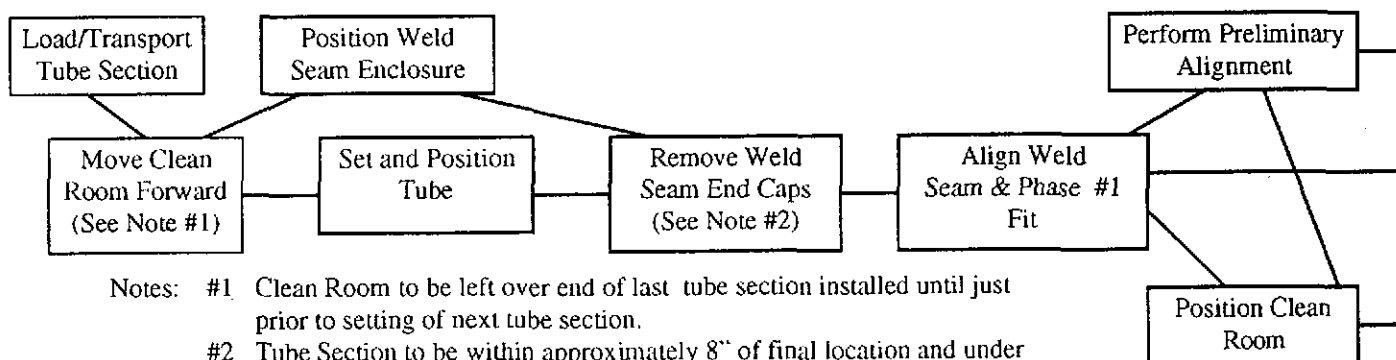 Load/Transport
Tube Section
Position Weld
Seam Enclosure
Perform Preliminary
Alignment
Move Clean
Room Forward
(See Note #1)
Set and Position
Tube
Remove Weld
Seam End Caps
(See Note #2)
Align Weld
Seam & Phase #1
Fit
Position Clean
Room
Notes: #1 Clean Room to be left over end of last tube section installed until just
prior to setting of next tube section.
#2 Tube Section to be within approximately 8" of final location and under